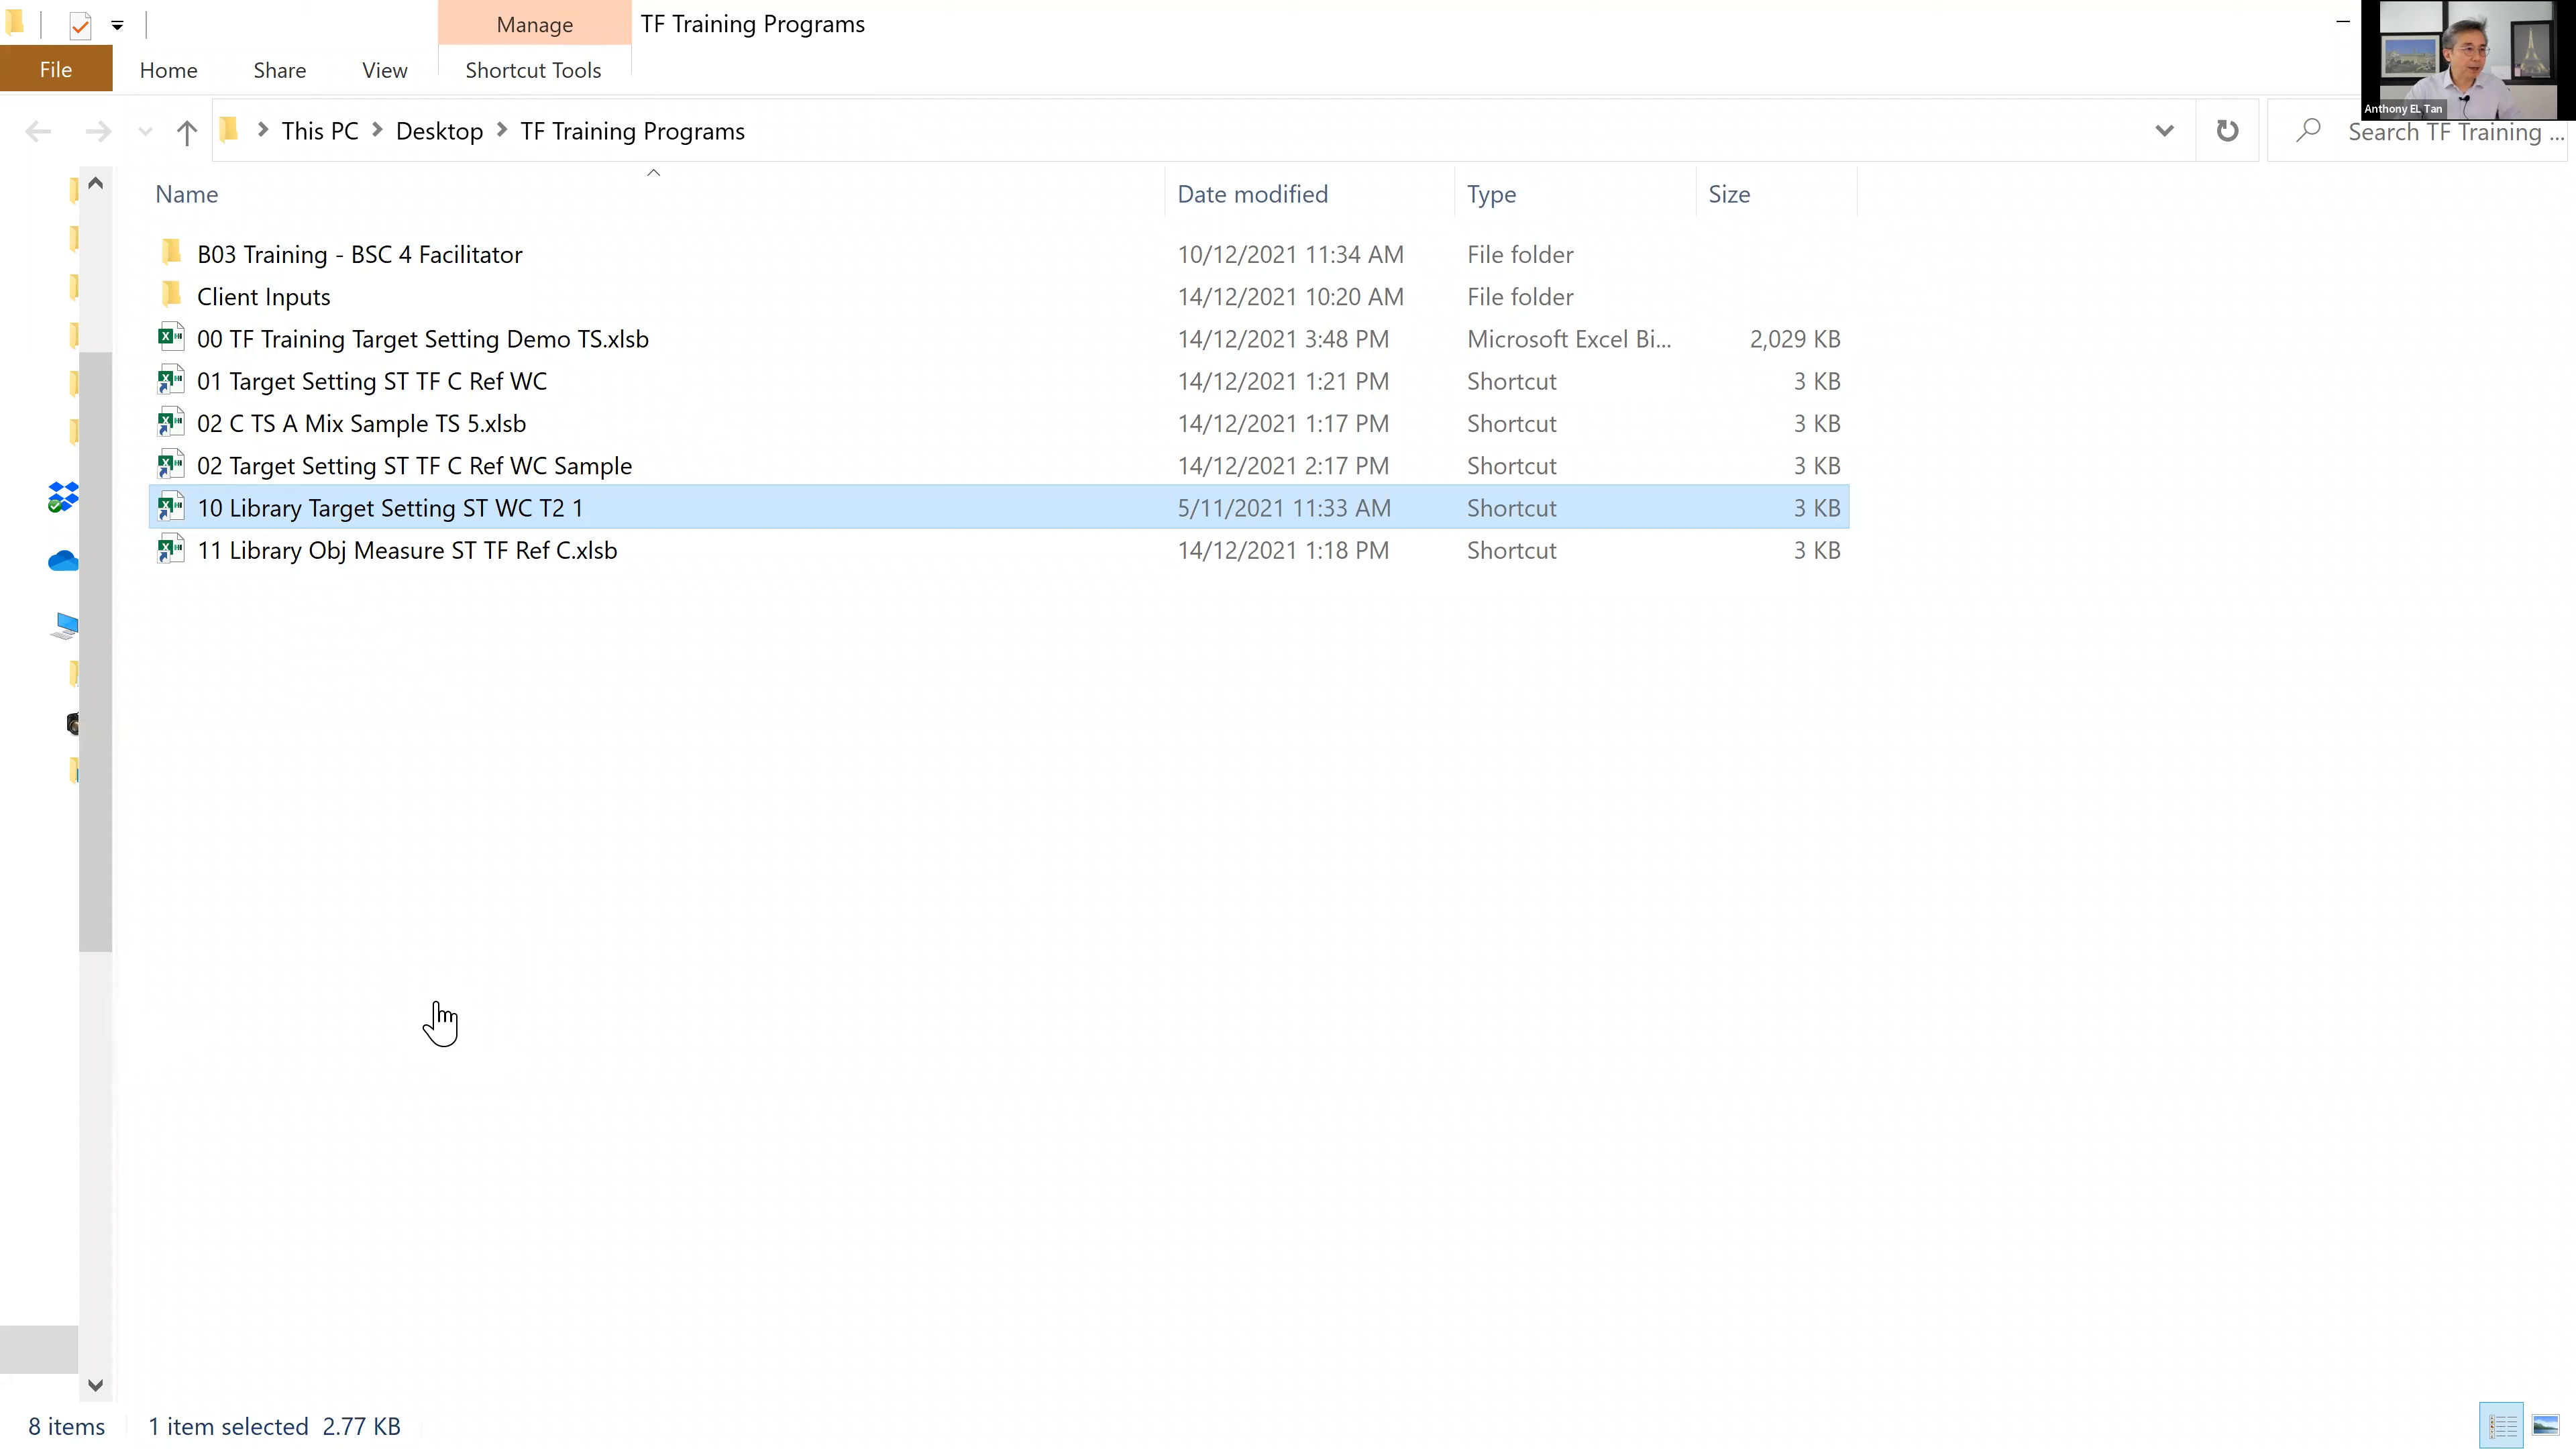 Manage TF Training Programs
File Home Share View Shortcut Tools
Anthony EL Tan
This PC Desktop TF Training Programs Search TF Training ...
Name Date modified Type Size
B03 Training - BSC 4 Facilitator 10/12/2021 11:34 AM File folder
Client Inputs 14/12/2021 10:20 AM File folder
00 TF Training Target Setting Demo TS.xlsb 14/12/2021 3:48 PM Microsoft Excel Bi... 2,029 KB
01 Target Setting ST TF C Ref WC 14/12/2021 1:21 PM Shortcut 3 KB
02 C TS A Mix Sample TS 5.xlsb 14/12/2021 1:17 PM Shortcut 3 KB
02 Target Setting ST TF C Ref WC Sample 14/12/2021 2:17 PM Shortcut 3 KB
10 Library Target Setting ST WC T2 1 5/11/2021 11:33 AM Shortcut 3 KB
11 Library Obj Measure ST TF Ref C.xlsb 14/12/2021 1:18 PM Shortcut 3 KB
8 items 1 item selected 2.77 KB